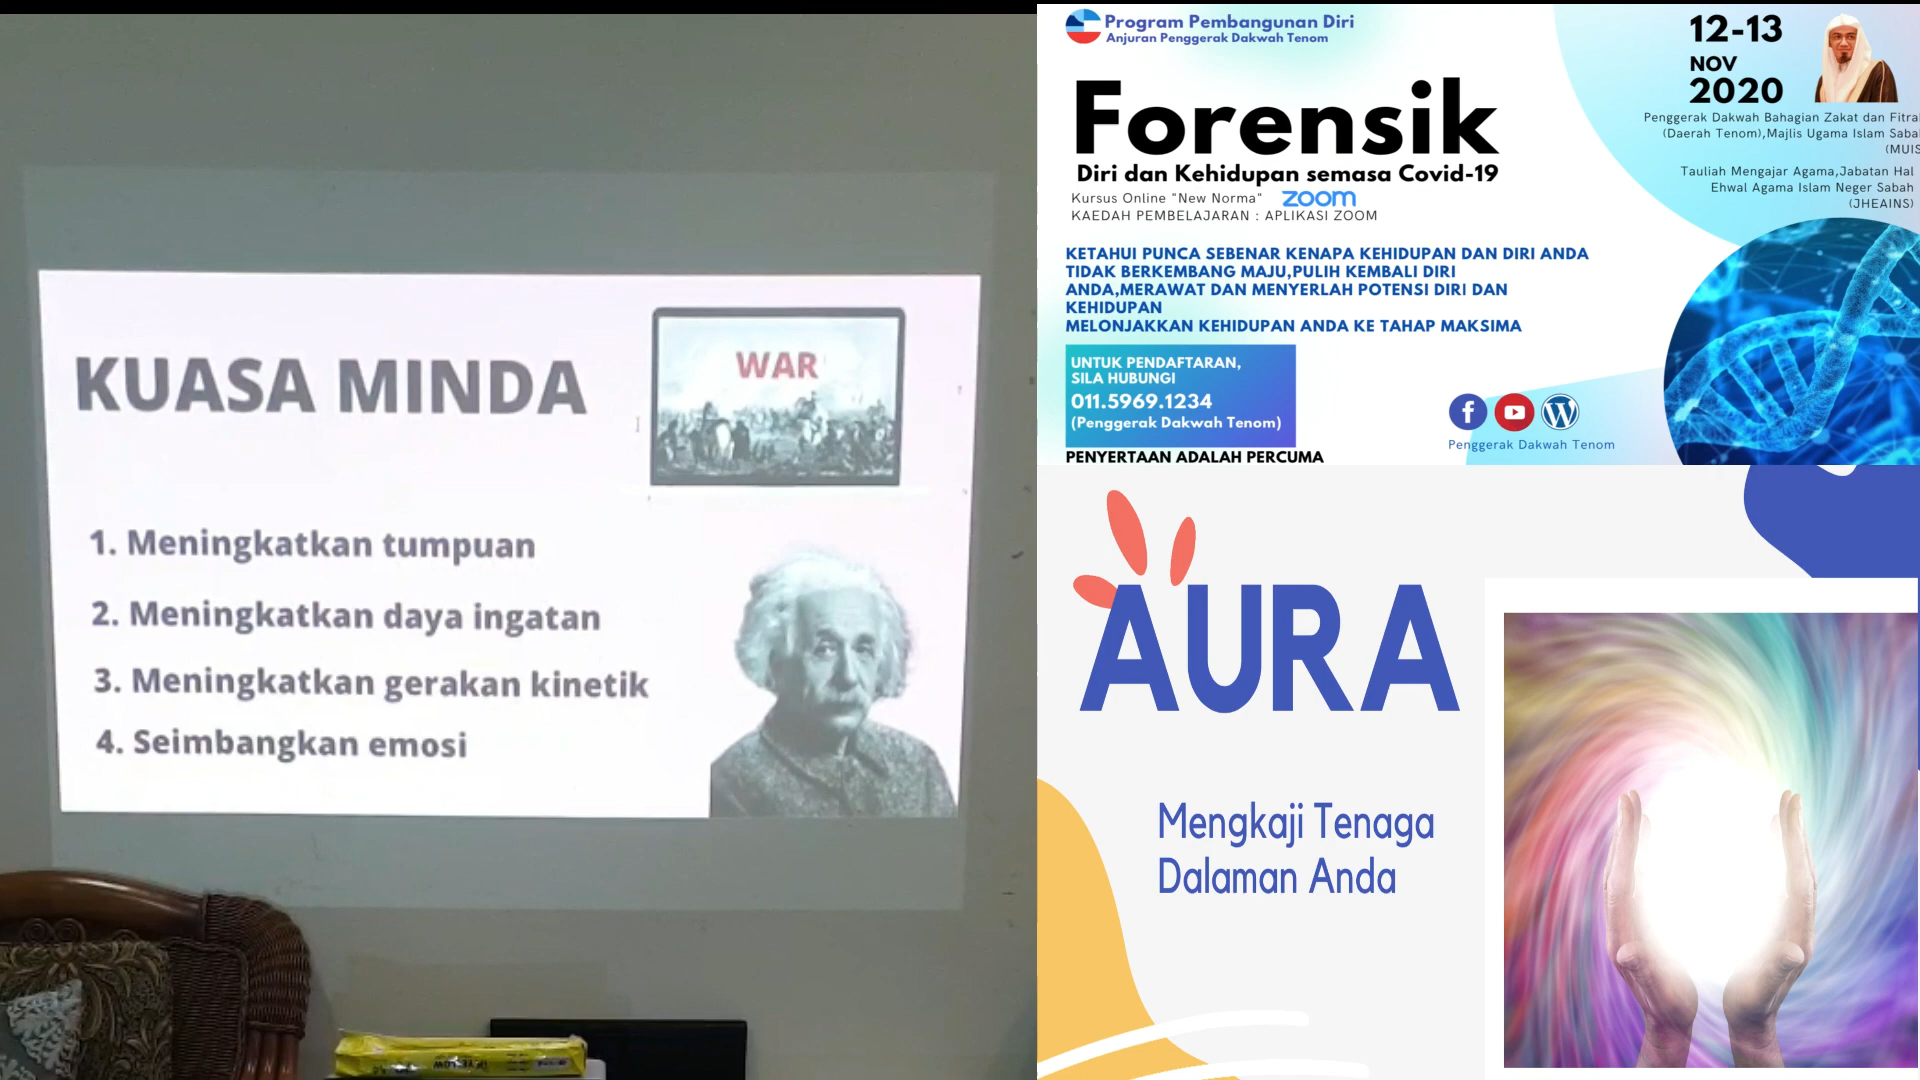 KUASA MINDA
WAR
1. Meningkatkan tumpuan
2. Meningkatkan daya ingatan
3. Meningkatkan gerakan kinetik
4. Seimbangkan emosi
Program Pembangunan Diri
Anjuran Penggerak Dakwah Tenom
Forensik
Diri dan Kehidupan semasa Covid-19
Kursus Online "New Norma" zoom
KAEDAH PEMBELAJARAN : APLIKASI ZOOM
KETAHUI PUNCA SEBENAR KENAPA KEHIDUPAN DAN DIRI ANDA
TIDAK BERKEMBANG MAJU,PULIH KEMBALI DIRI
ANDA,MERAWAT DAN MENYERLAH POTENSI DIRI DAN
KEHIDUPAN
MELONJAKKAN KEHIDUPAN ANDA KE TAHAP MAKSIMA
UNTUK PENDAFTARAN,
SILA HUBUNGI
011.5969.1234
(Penggerak Dakwah Tenom)
PENYERTAAN ADALAH PERCUMA
12-13
NOV
2020
Penggerak Dakwah Bahagian Zakat dan Fitra
(Daerah Tenom),Majlis Ugama Islam Saba
(MUIS
Tauliah Mengajar Agama,Jabatan Hal
Ehwal Agama Islam Neger Sabah
(JHEAINS)
Penggerak Dakwah Tenom
AURA
Mengkaji Tenaga
Dalaman Anda